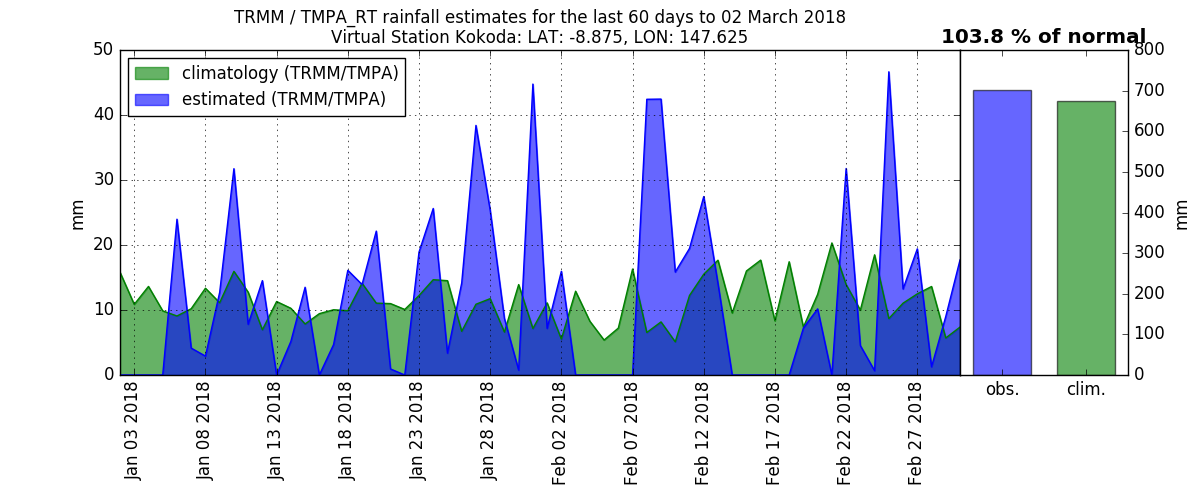 TRMM / TMPA_RT rainfall estimates for the last 60 days to 02 March 2018
Virtual Station Kokoda: LAT: -8.875, LON: 147.625
103.8 % of normal
climatology (TRMM/TMPA)
estimated (TRMM/TMPA)
50
40
30
20
10
0
mm
800
700
600
500
400
300
200
100
0
mm
Jan 03 2018
Jan 08 2018
Jan 13 2018
Jan 18 2018
Jan 23 2018
Jan 28 2018
Feb 02 2018
Feb 07 2018
Feb 12 2018
Feb 17 2018
Feb 22 2018
Feb 27 2018
obs.
clim.